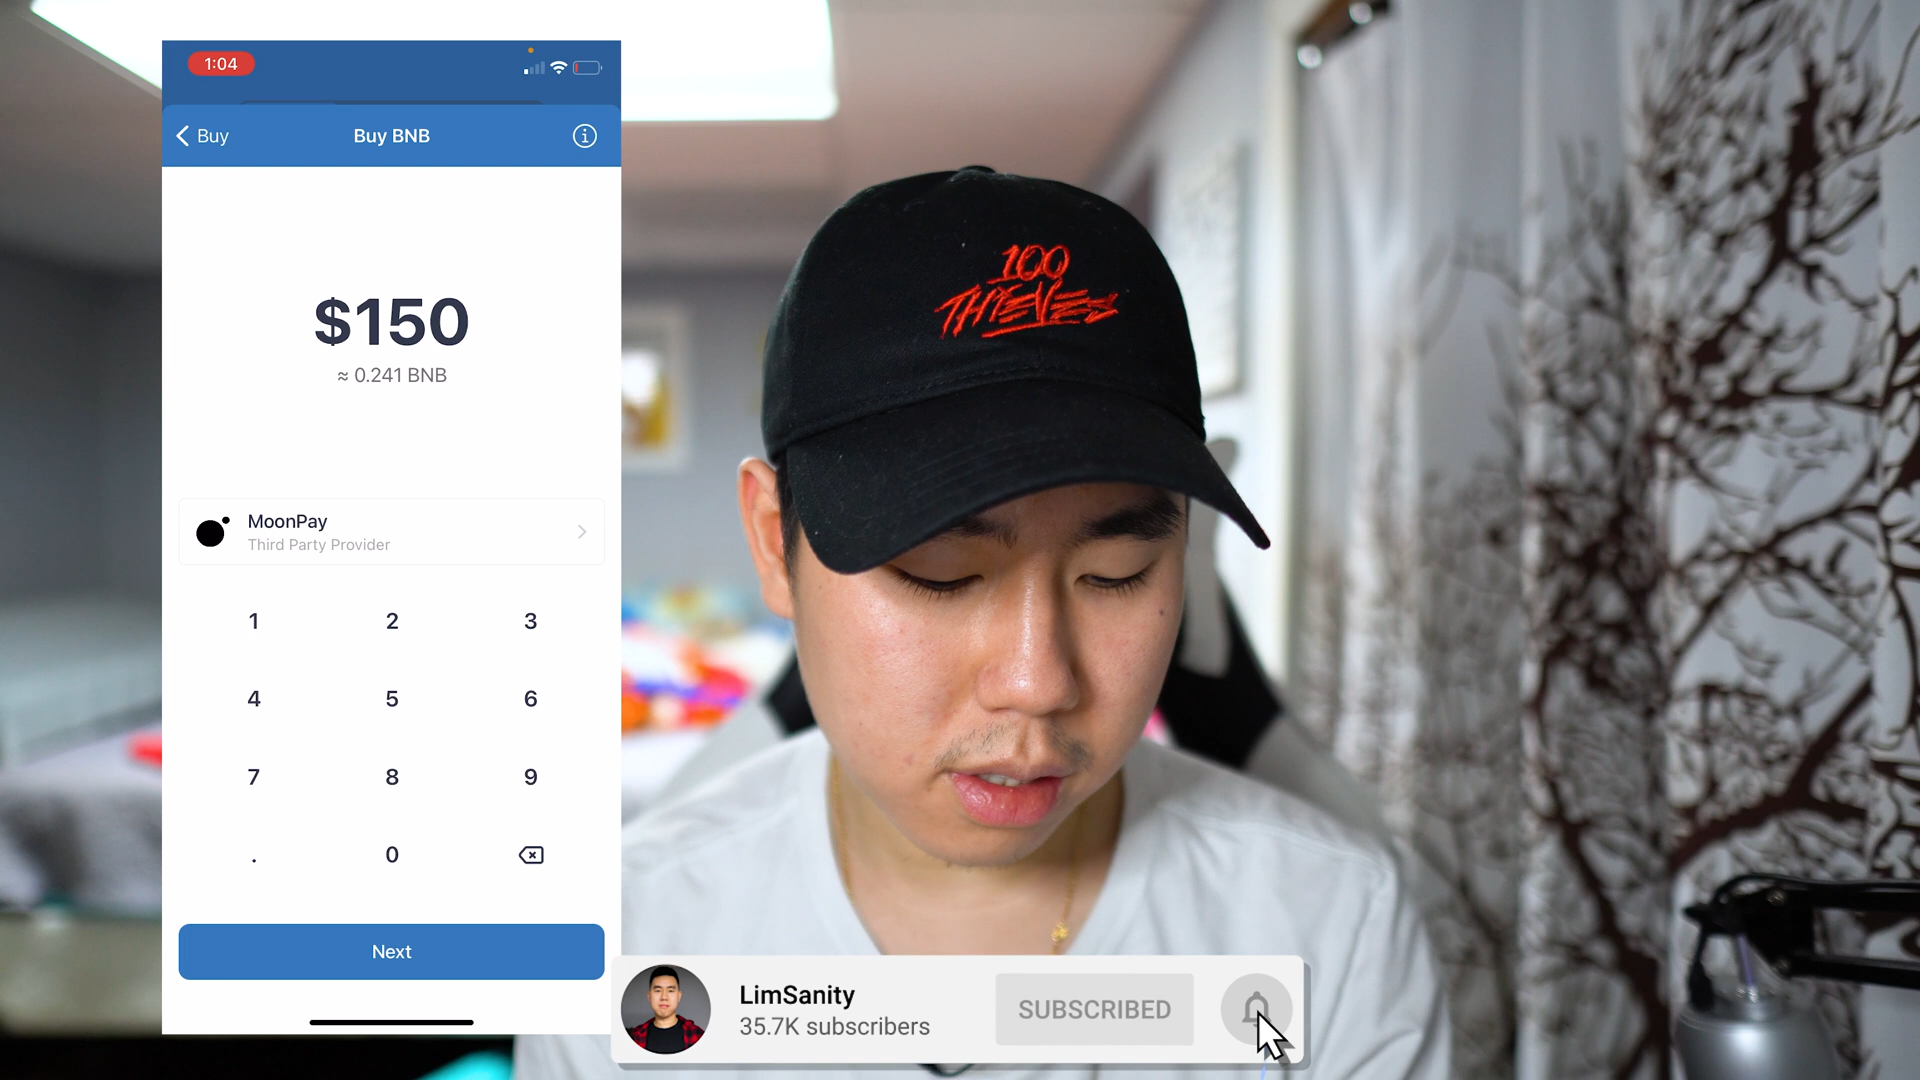 1:04
Buy
Buy BNB
$150
≈ 0.241 BNB
MoonPay
Third Party Provider
1 2 3
4 5 6
7 8 9
. 0
Next
100
THIEVES
LimSanity
35.7K subscribers
SUBSCRIBED